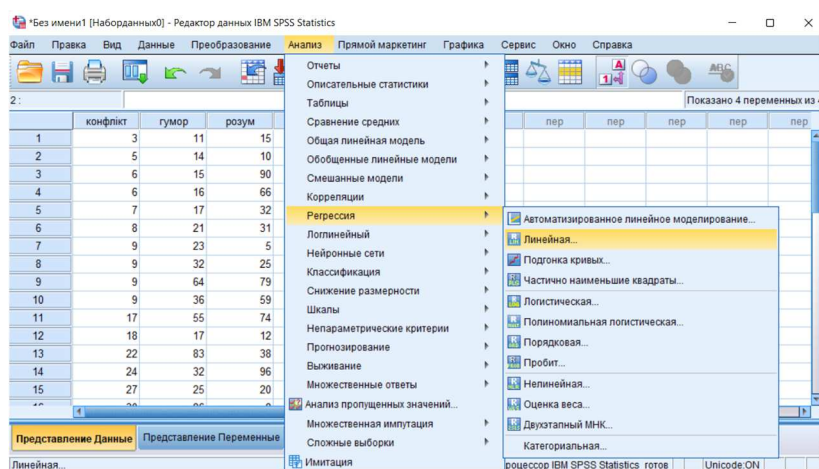 *Без имени1 [Наборданных0] - Редактор данных IBM SPSS Statistics
Файл Правка Вид Данные Преобразование Анализ Прямой маркетинг Графика Сервис Окно Справка
2 :
Показано 4 переменных из
конфлікт гумор розум пер пер пер пер пер
1 3 11 15
2 5 14 10
3 6 15 90
4 6 16 66
5 7 17 32
6 8 21 31
7 9 23 5
8 9 32 25
9 9 64 79
10 9 36 59
11 17 55 74
12 18 17 12
13 22 83 38
14 24 32 96
15 27 25 20
Отчеты
Описательные статистики
Таблицы
Сравнение средних
Общая линейная модель
Обобщенные линейные модели
Смешанные модели
Корреляции
Регрессия
Логлинейный
Нейронные сети
Классификация
Снижение размерности
Шкалы
Непараметрические критерии
Прогнозирование
Выживание
Множественные ответы
Анализ пропущенных значений...
Множественная импутация
Сложные выборки
Имитация
Автоматизированное линейное моделирование...
Линейная...
Подгонка кривых...
Частично наименьшие квадраты...
Логистическая...
Полиномиальная логистическая...
Порядковая...
Пробит...
Нелинейная...
Оценка веса...
Двухэтапный МНК...
Категориальная...
Представление Данные Представление Переменные
Линейная...
роцессор IBM SPSS Statistics готов Unicode:ON